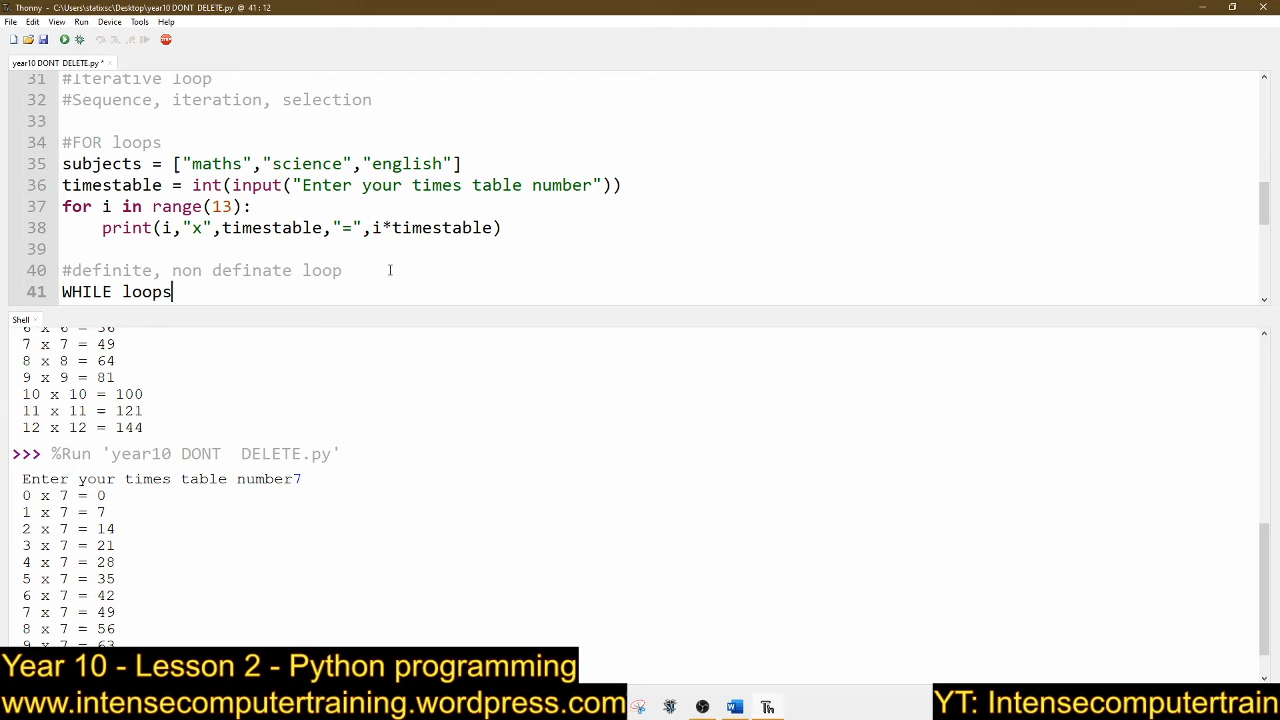 Thonny - C:\Users\statixsc\Desktop\year10 DONT DELETE.py @ 41:12
File Edit View Run Device Tools Help
year10 DONT DELETE.py *
31 #Iterative loop
32 #Sequence, iteration, selection
33
34 #FOR loops
35 subjects = ["maths","science","english"]
36 timestable = int(input("Enter your times table number"))
37 for i in range(13):
38 print(i,"x",timestable,"=",i*timestable)
39
40 #definite, non definate loop
41 WHILE loops
Shell
6 x 6 = 36
7 x 7 = 49
8 x 8 = 64
9 x 9 = 81
10 x 10 = 100
11 x 11 = 121
12 x 12 = 144
>>> %Run 'year10 DONT  DELETE.py'
Enter your times table number7
0 x 7 = 0
1 x 7 = 7
2 x 7 = 14
3 x 7 = 21
4 x 7 = 28
5 x 7 = 35
6 x 7 = 42
7 x 7 = 49
8 x 7 = 56
9 x 7 = 63
Year 10 - Lesson 2 - Python programming
www.intensecomputertraining.wordpress.com
YT: Intensecomputertrain